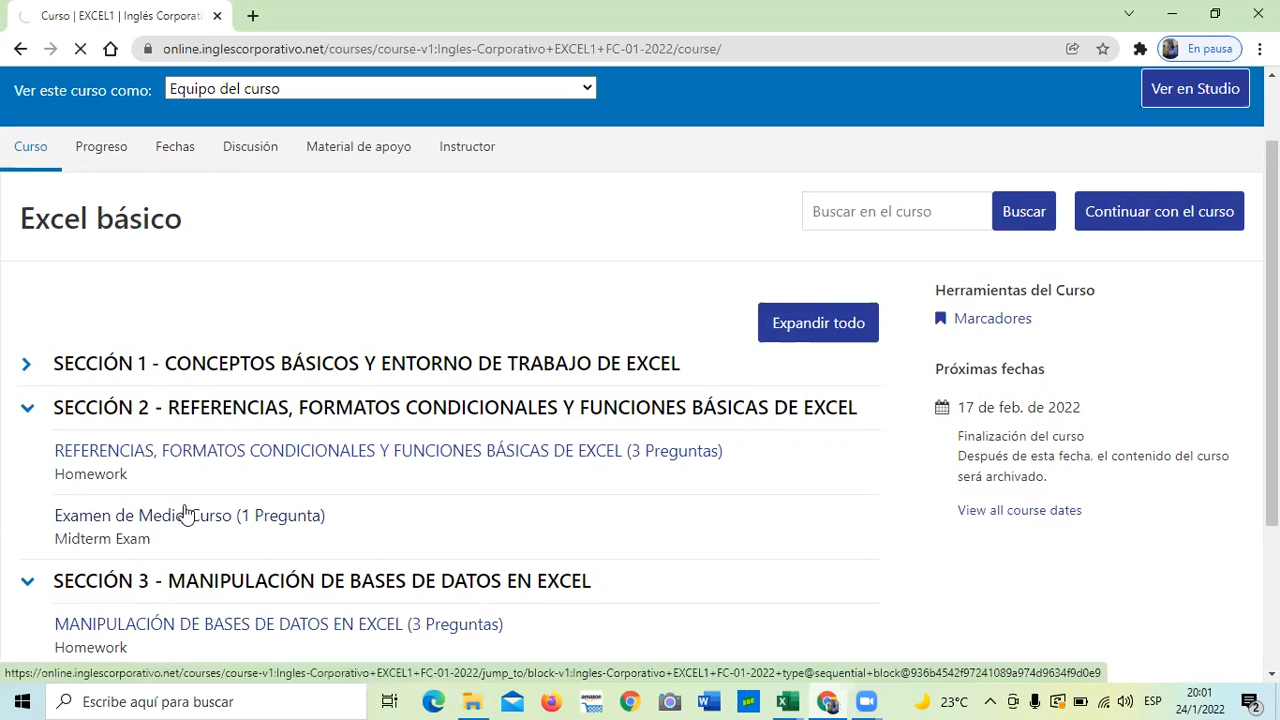 Curso | EXCEL1 | Inglés Corporati
online.inglescorporativo.net/courses/course-v1:Ingles-Corporativo+EXCEL1+FC-01-2022/course/
En pausa
Ver este curso como:
Equipo del curso
Ver en Studio
Curso
Progreso
Fechas
Discusión
Material de apoyo
Instructor
Excel básico
Buscar en el curso
Buscar
Continuar con el curso
Herramientas del Curso
Marcadores
Expandir todo
SECCIÓN 1 - CONCEPTOS BÁSICOS Y ENTORNO DE TRABAJO DE EXCEL
Próximas fechas
SECCIÓN 2 - REFERENCIAS, FORMATOS CONDICIONALES Y FUNCIONES BÁSICAS DE EXCEL
17 de feb. de 2022
Finalización del curso
Después de esta fecha, el contenido del curso
será archivado.
REFERENCIAS, FORMATOS CONDICIONALES Y FUNCIONES BÁSICAS DE EXCEL (3 Preguntas)
Homework
View all course dates
Examen de Medio Curso (1 Pregunta)
Midterm Exam
SECCIÓN 3 - MANIPULACIÓN DE BASES DE DATOS EN EXCEL
MANIPULACIÓN DE BASES DE DATOS EN EXCEL (3 Preguntas)
Homework
https://online.inglescorporativo.net/courses/course-v1:Ingles-Corporativo+EXCEL1+FC-01-2022/jump_to/block-v1:Ingles-Corporativo+EXCEL1+FC-01-2022+type@sequential+block@936b4542f97241089a974d9634f9d0e9
Escribe aquí para buscar
amazon
23°C
ESP
20:01
24/1/2022
2